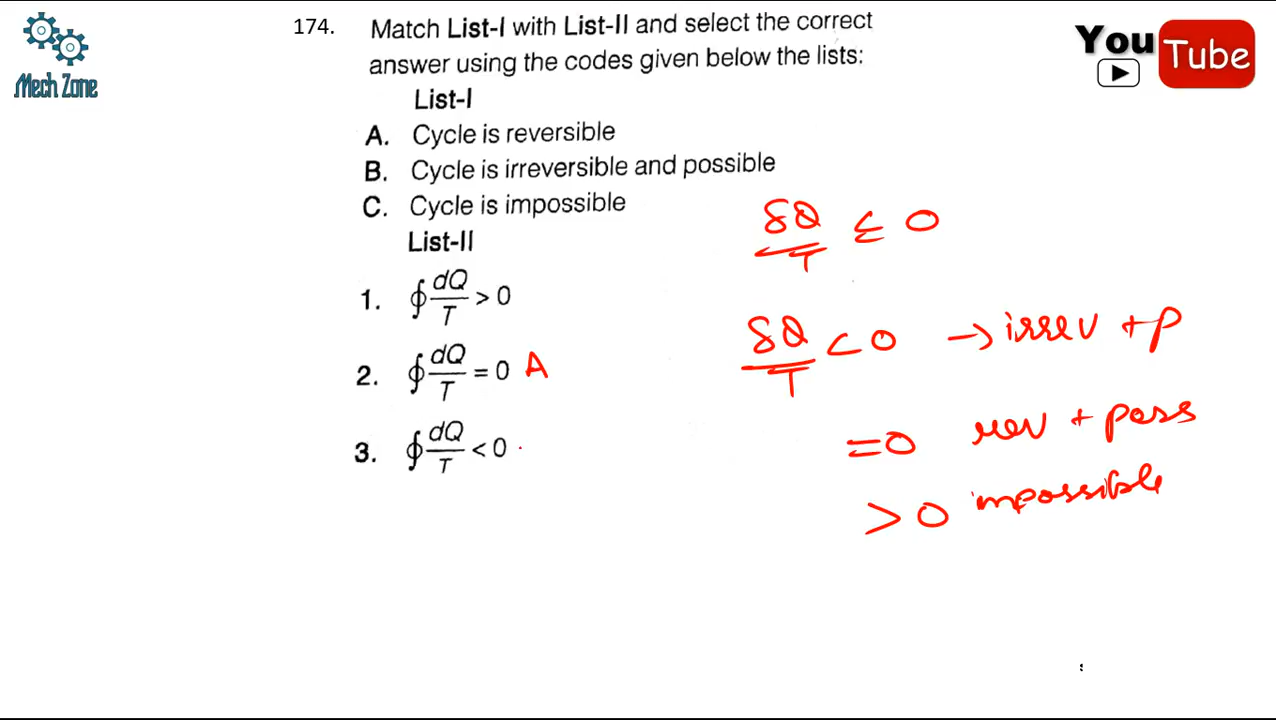 174. Match List-I with List-II and select the correct
answer using the codes given below the lists:
List-I
A. Cycle is reversible
B. Cycle is irreversible and possible
C. Cycle is impossible
List-II
1. ∮ dQ/T > 0
2. ∮ dQ/T = 0 A
3. ∮ dQ/T < 0
δQ/T ≤ 0
δQ/T < 0 → irrev + p
= 0 rev + poss
> 0 impossible
Mech Zone
You Tube